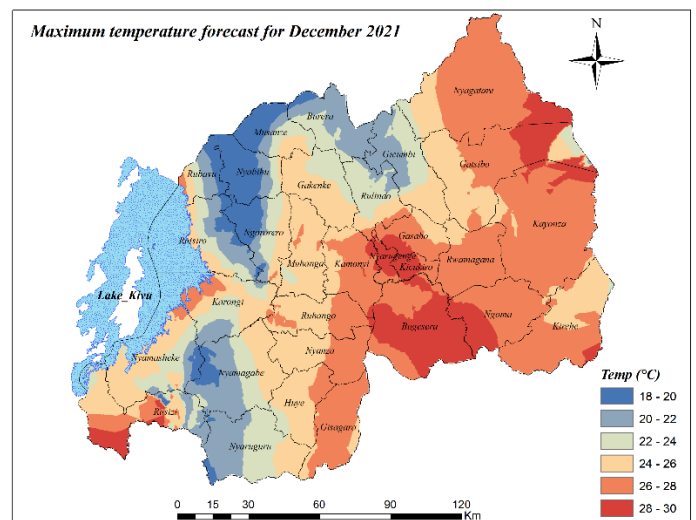 Maximum temperature forecast for December 2021
N
Nyagatare
Burera
Musanze
Gicumbi
Rubavu
Nyabihu
Gatsibo
Gakenke
Rulindo
Ngororero
Kayonza
Rutsiro
Gasabo
Muhanga
Kamonyi
Nyarugenge
Kicukiro
Rwamagana
Lake_Kivu
Karongi
Ruhango
Bugesera
Ngoma
Kirehe
Nyanza
Nyamasheke
Nyamagabe
Huye
Rusizi
Gisagara
Nyaruguru
Temp (°C)
18 - 20
20 - 22
22 - 24
24 - 26
26 - 28
28 - 30
0 15 30 60 90 120
Km